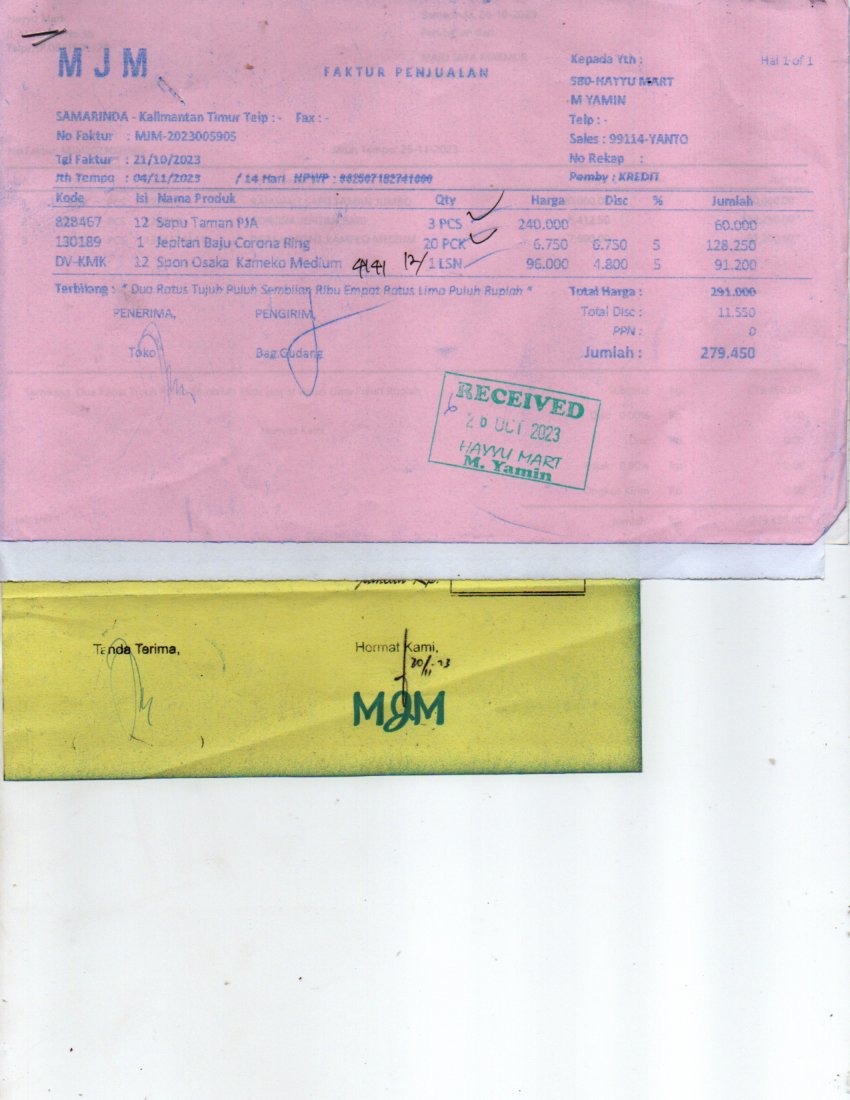 MJM
FAKTUR PENJUALAN
Kepada Yth :
Hal 1 of 1
580-HAYYU MART
M YAMIN
SAMARINDA - Kalimantan Timur Telp : - Fax : -
Telp : -
No Faktur : MJM-2023005905
Sales : 99114-YANTO
Tgl Faktur : 21/10/2023
No Rekap :
Jth Tempo : 04/11/2023 / 14 Hari NPWP : 962507182741000
Pemby : KREDIT
Kode Isi Nama Produk Qty Harga Disc % Jumlah
828467 12 Sapu Taman PJA 3 PCS 240.000 60.000
130189 1 Jepitan Baju Corona Ring 20 PCK 6.750 6.750 5 128.250
DV-KMK 12 Spon Osaka Kameko Medium 12/ 1 LSN 96.000 4.800 5 91.200
Terbilang : * Dua Ratus Tujuh Puluh Sembilan Ribu Empat Ratus Lima Puluh Rupiah *
Total Harga : 291.000
PENERIMA, PENGIRIM,
Total Disc : 11.550
PPN : 0
Toko Bag.Gudang
Jumlah : 279.450
RECEIVED
26 OCT 2023
HAYYU MART
M. Yamin
Jumlah Rp.
Tanda Terima, Hormat Kami,
MJM